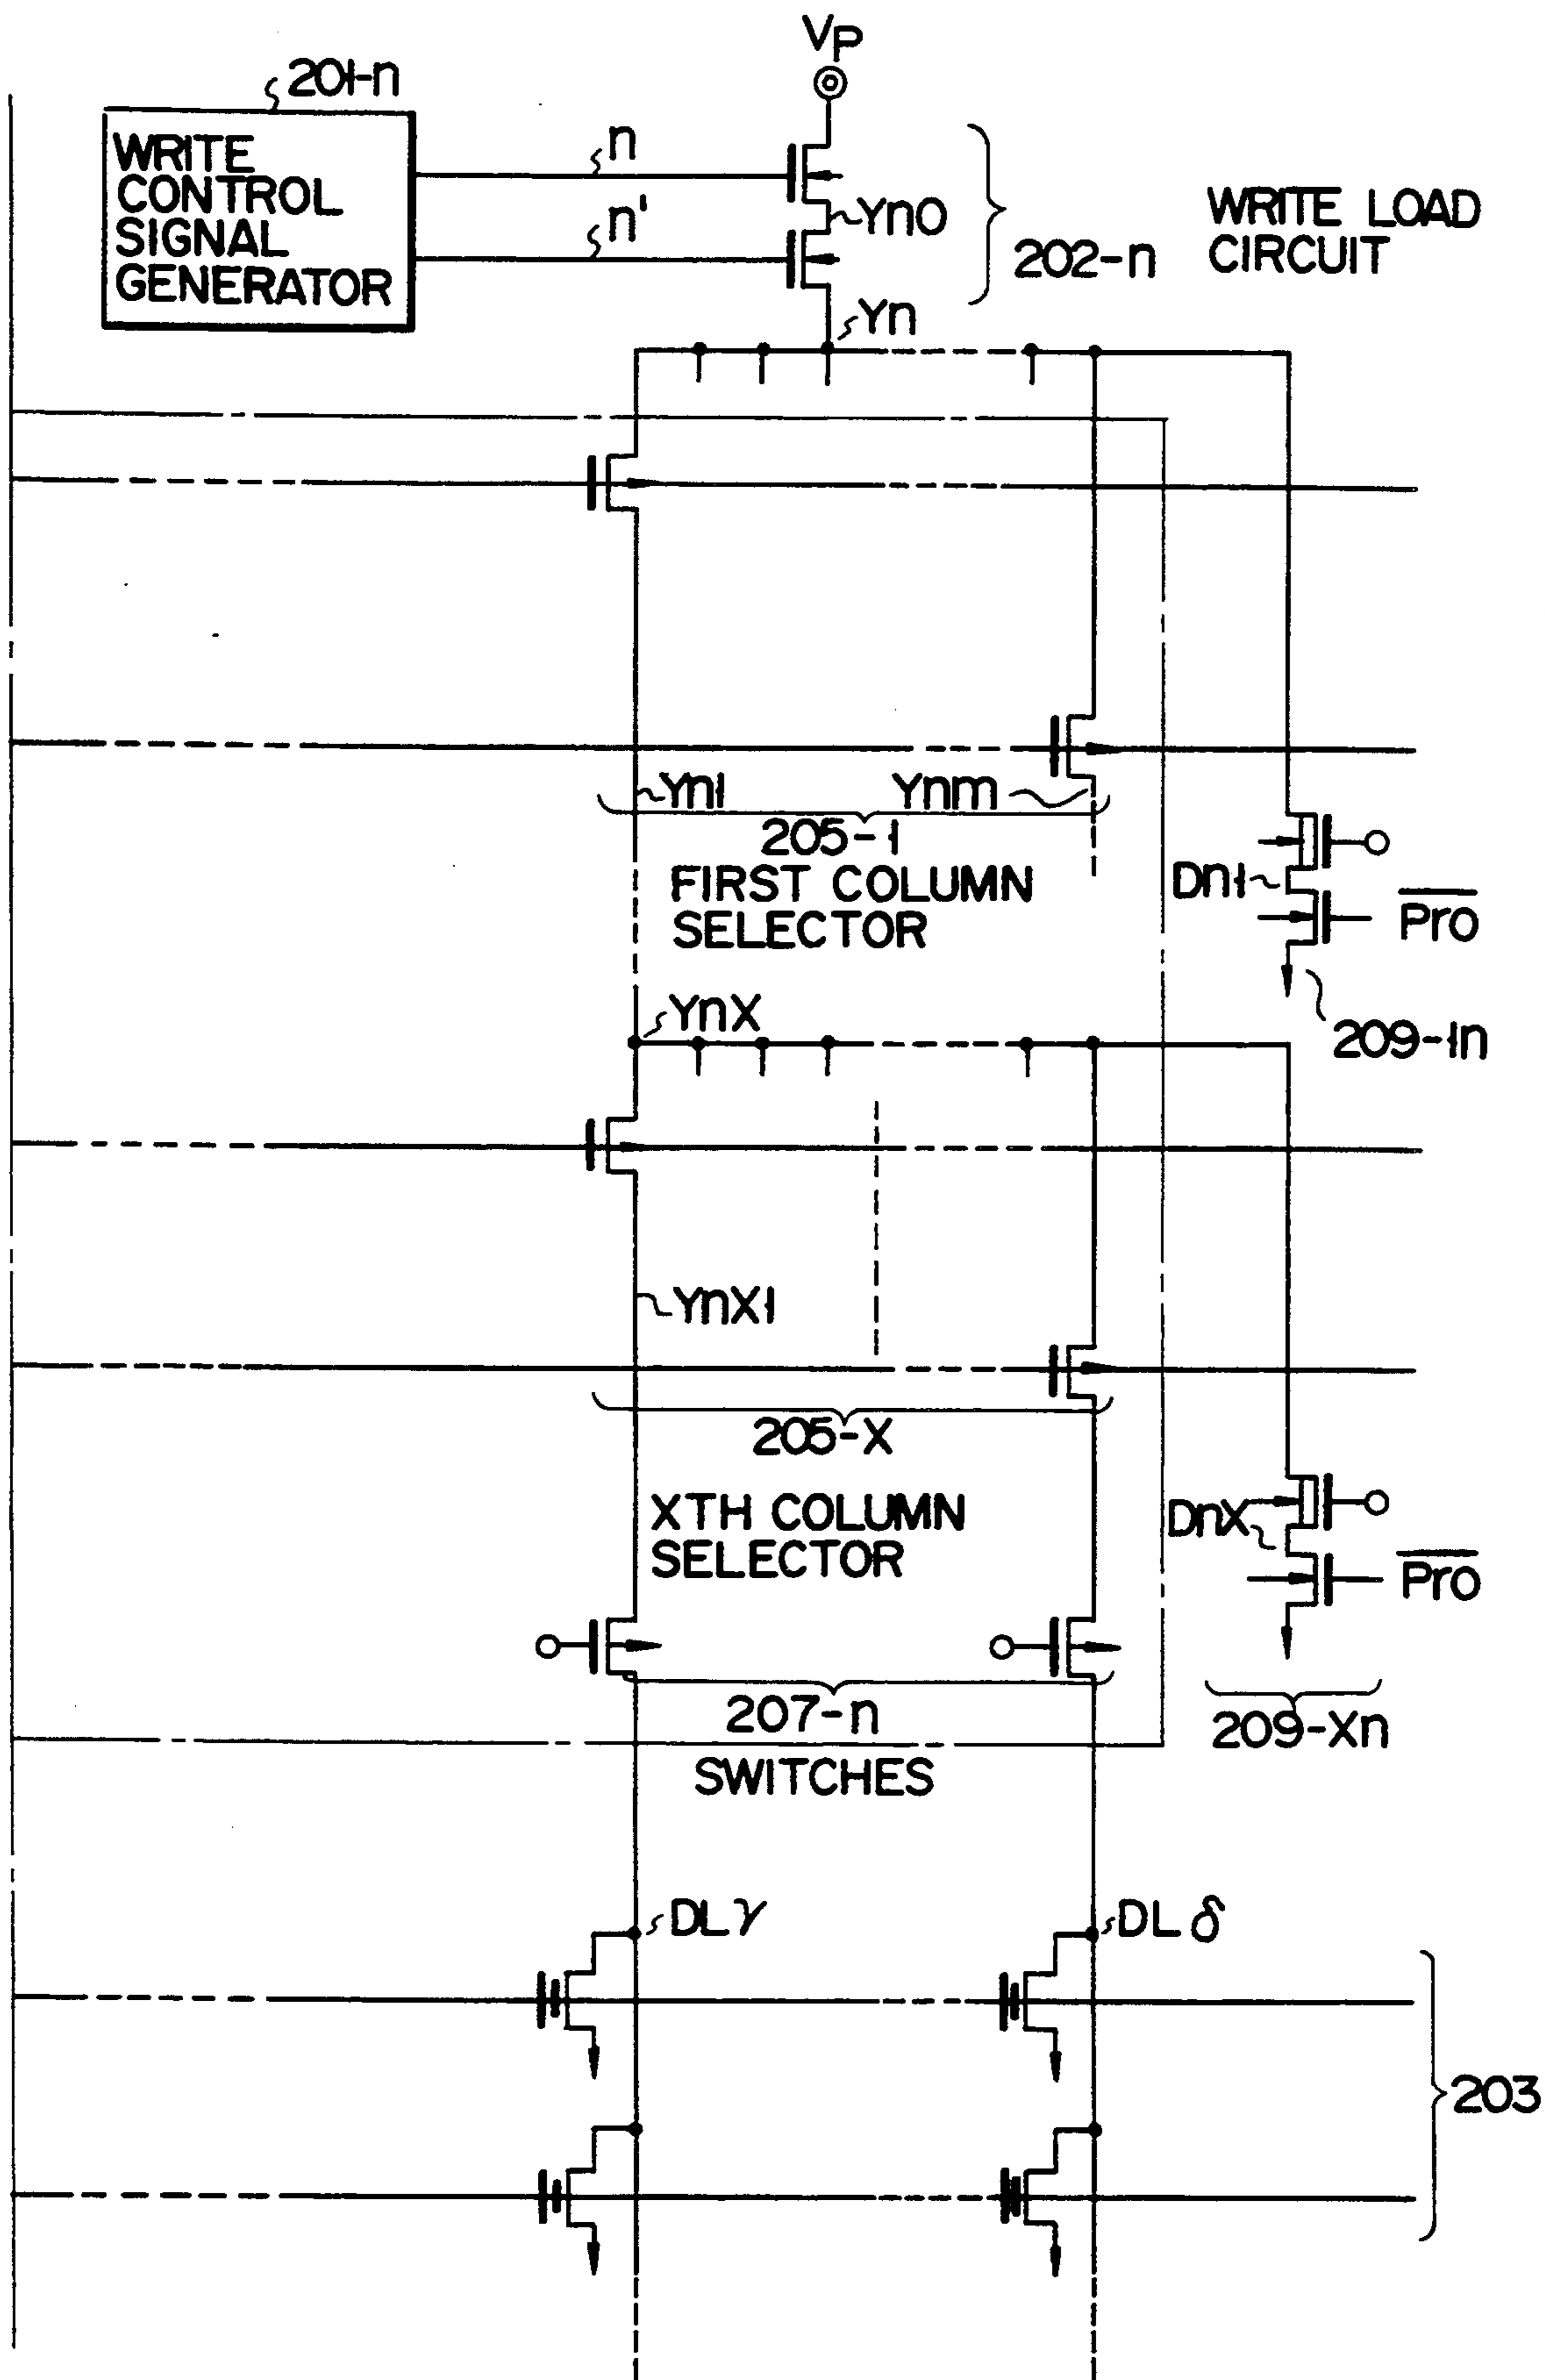 VP
201-n
WRITE
CONTROL
SIGNAL
GENERATOR
n
n'
Yn0
202-n
WRITE LOAD
CIRCUIT
Yn
Yn1
Ynm
205-1
FIRST COLUMN
SELECTOR
Dn1
Pro
209-1n
YnX
YnX1
205-X
XTH COLUMN
SELECTOR
DnX
Pro
207-n
SWITCHES
209-Xn
DLγ
DLδ
203